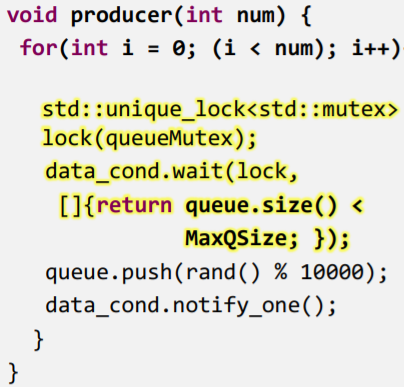 void producer(int num) {
for(int i = 0; (i < num); i++)
std::unique_lock<std::mutex>
lock(queueMutex);
data_cond.wait(lock,
[]{return queue.size() <
MaxQSize; });
queue.push(rand() % 10000);
data_cond.notify_one();
}
}